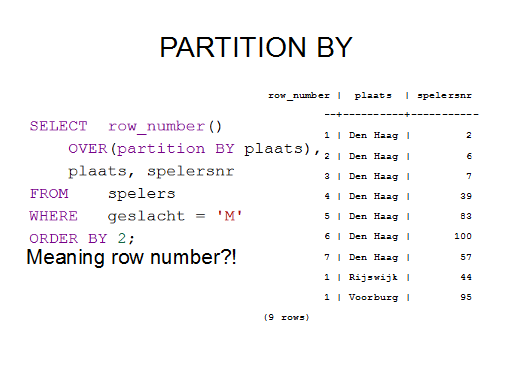 PARTITION BY
SELECT row_number()
OVER(partition BY plaats),
plaats, spelersnr
FROM spelers
WHERE geslacht = 'M'
ORDER BY 2;
Meaning row number?!
row_number | plaats | spelersnr
--+----------+-----------
1 | Den Haag | 2
2 | Den Haag | 6
3 | Den Haag | 7
4 | Den Haag | 39
5 | Den Haag | 83
6 | Den Haag | 100
7 | Den Haag | 57
1 | Rijswijk | 44
1 | Voorburg | 95
(9 rows)